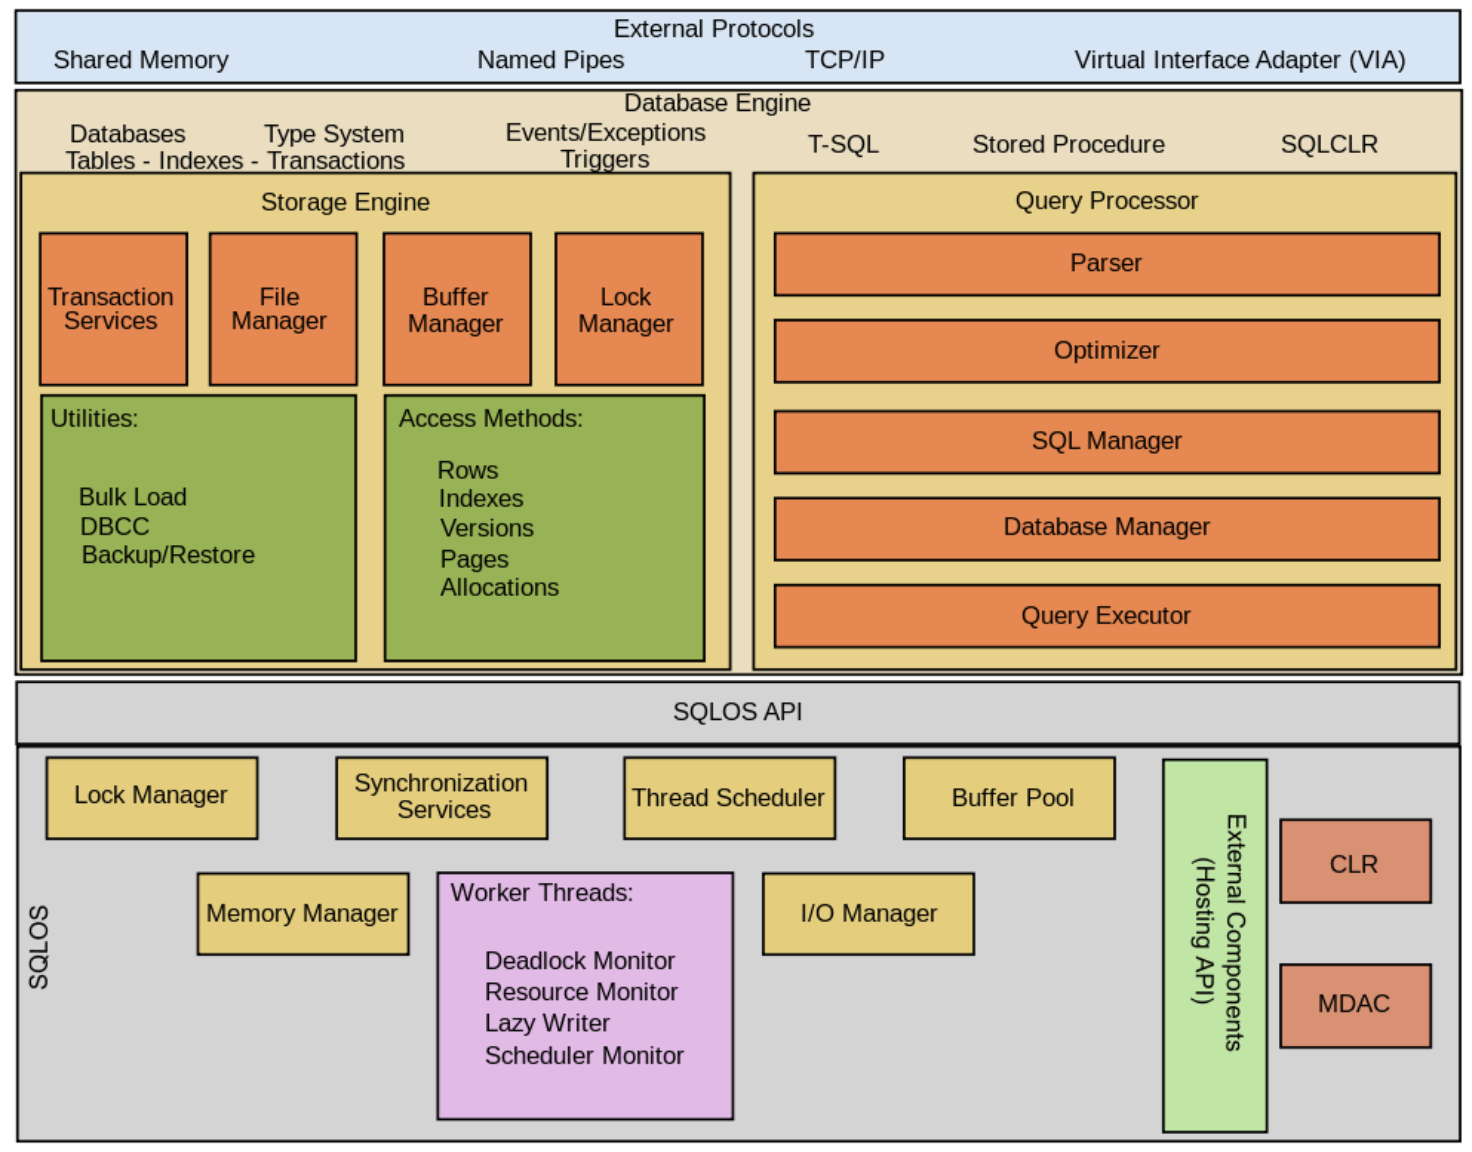 External Protocols
Shared Memory
Named Pipes
TCP/IP
Virtual Interface Adapter (VIA)
Database Engine
Databases
Type System
Tables - Indexes - Transactions
Events/Exceptions
Triggers
T-SQL
Stored Procedure
SQLCLR
Storage Engine
Transaction
Services
File
Manager
Buffer
Manager
Lock
Manager
Utilities:
Bulk Load
DBCC
Backup/Restore
Access Methods:
Rows
Indexes
Versions
Pages
Allocations
Query Processor
Parser
Optimizer
SQL Manager
Database Manager
Query Executor
SQLOS API
SQLOS
Lock Manager
Synchronization
Services
Thread Scheduler
Buffer Pool
Memory Manager
Worker Threads:
Deadlock Monitor
Resource Monitor
Lazy Writer
Scheduler Monitor
I/O Manager
External Components
(Hosting API)
CLR
MDAC